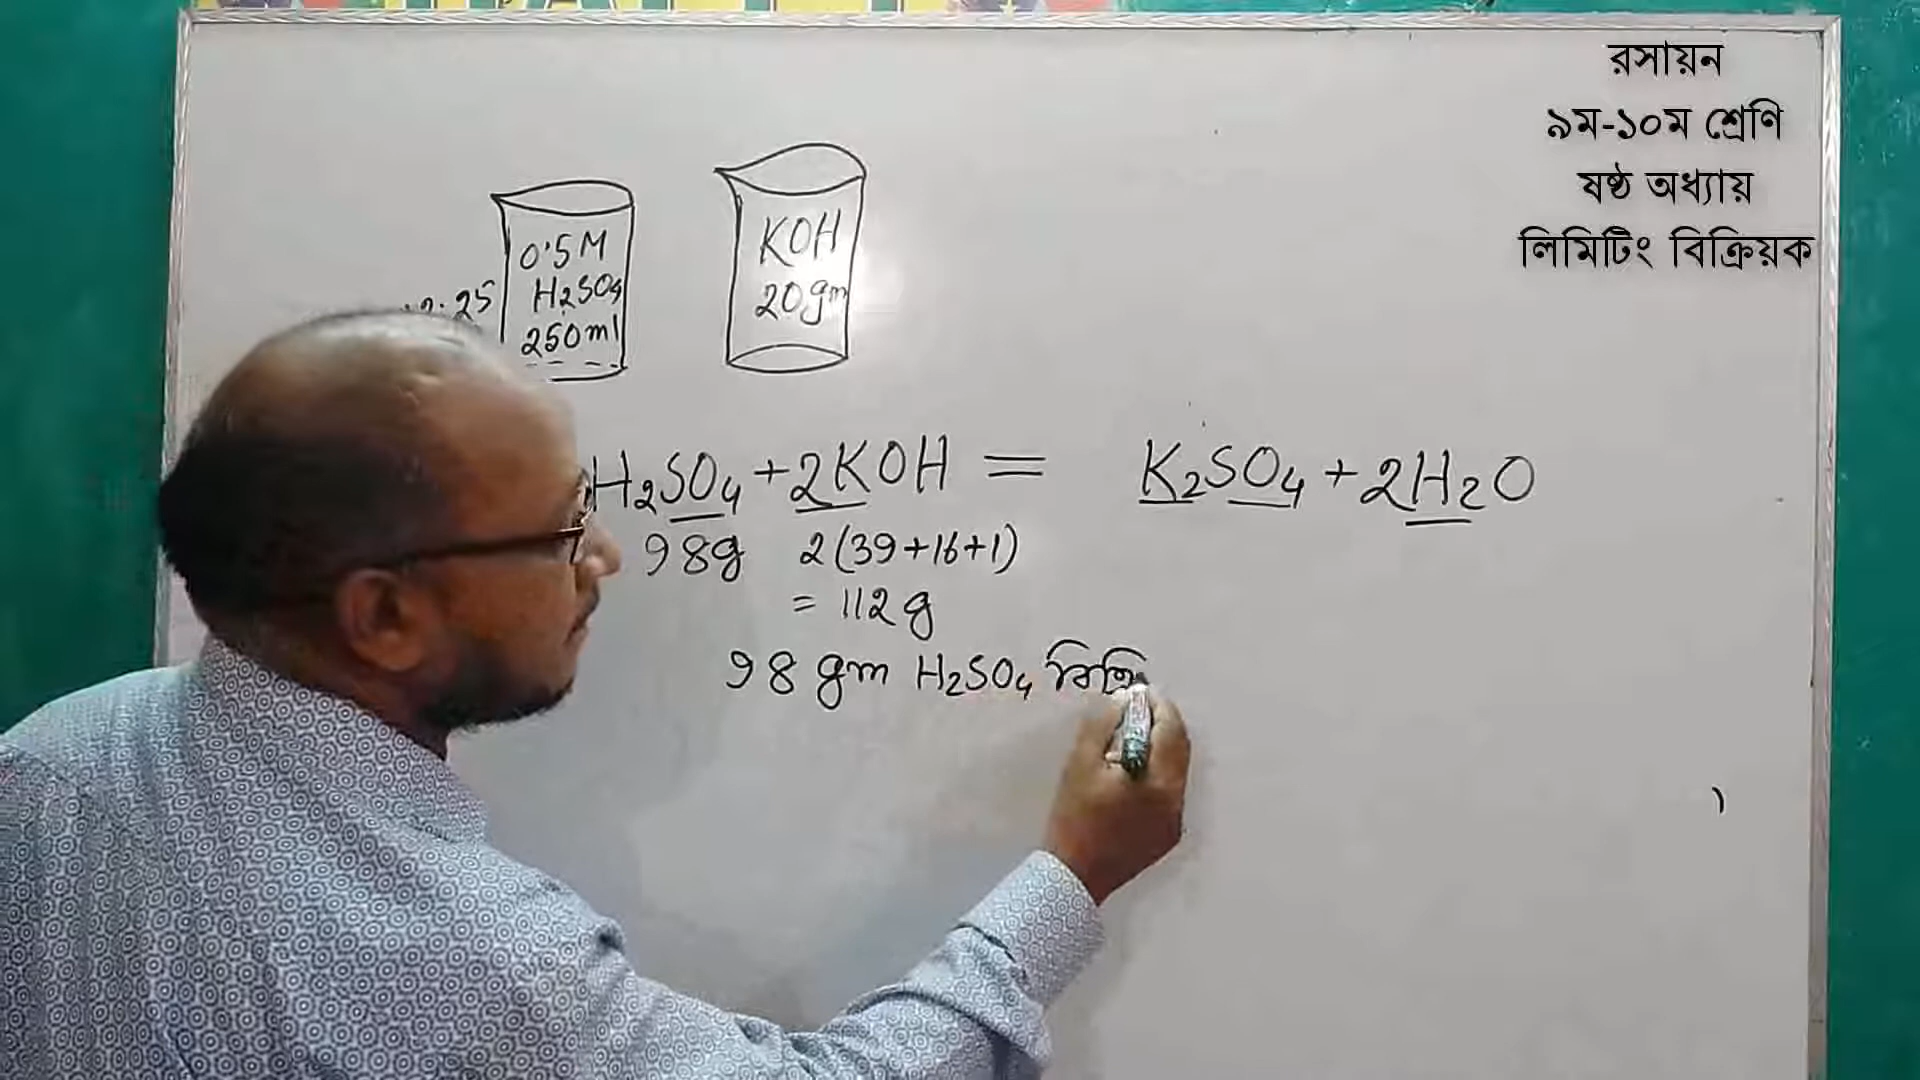 রসায়ন
৯ম-১০ম শ্রেণি
ষষ্ঠ অধ্যায়
লিমিটিং বিক্রিয়ক
0.5M
H₂SO₄
250ml
KOH
20gm
H₂SO₄ + 2KOH = K₂SO₄ + 2H₂O
98g 2(39+16+1)
= 112g
98 gm H₂SO₄